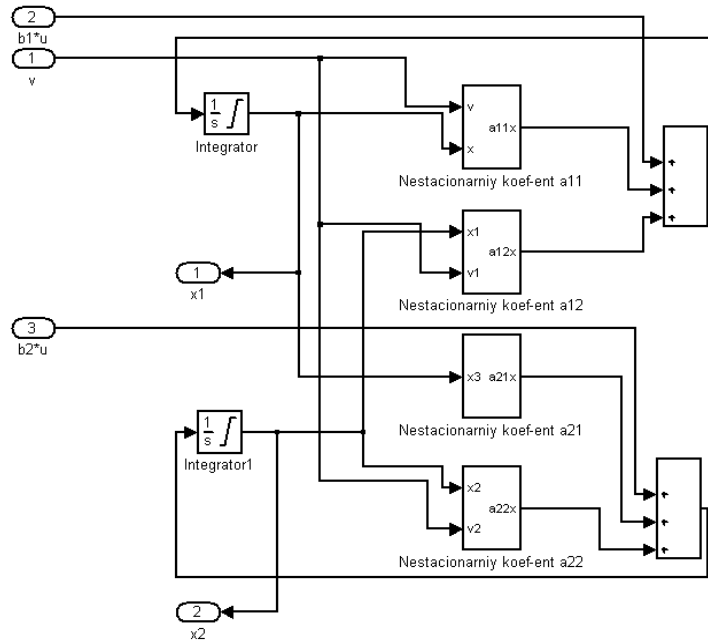 2
b1*u
1
v
1
s
Integrator
v
x
a11x
Nestacionarniy koef-ent a11
+
+
+
x1
v1
a12x
Nestacionarniy koef-ent a12
1
x1
3
b2*u
x3 a21x
Nestacionarniy koef-ent a21
1
s
Integrator1
x2
v2
a22x
Nestacionarniy koef-ent a22
+
+
+
2
x2